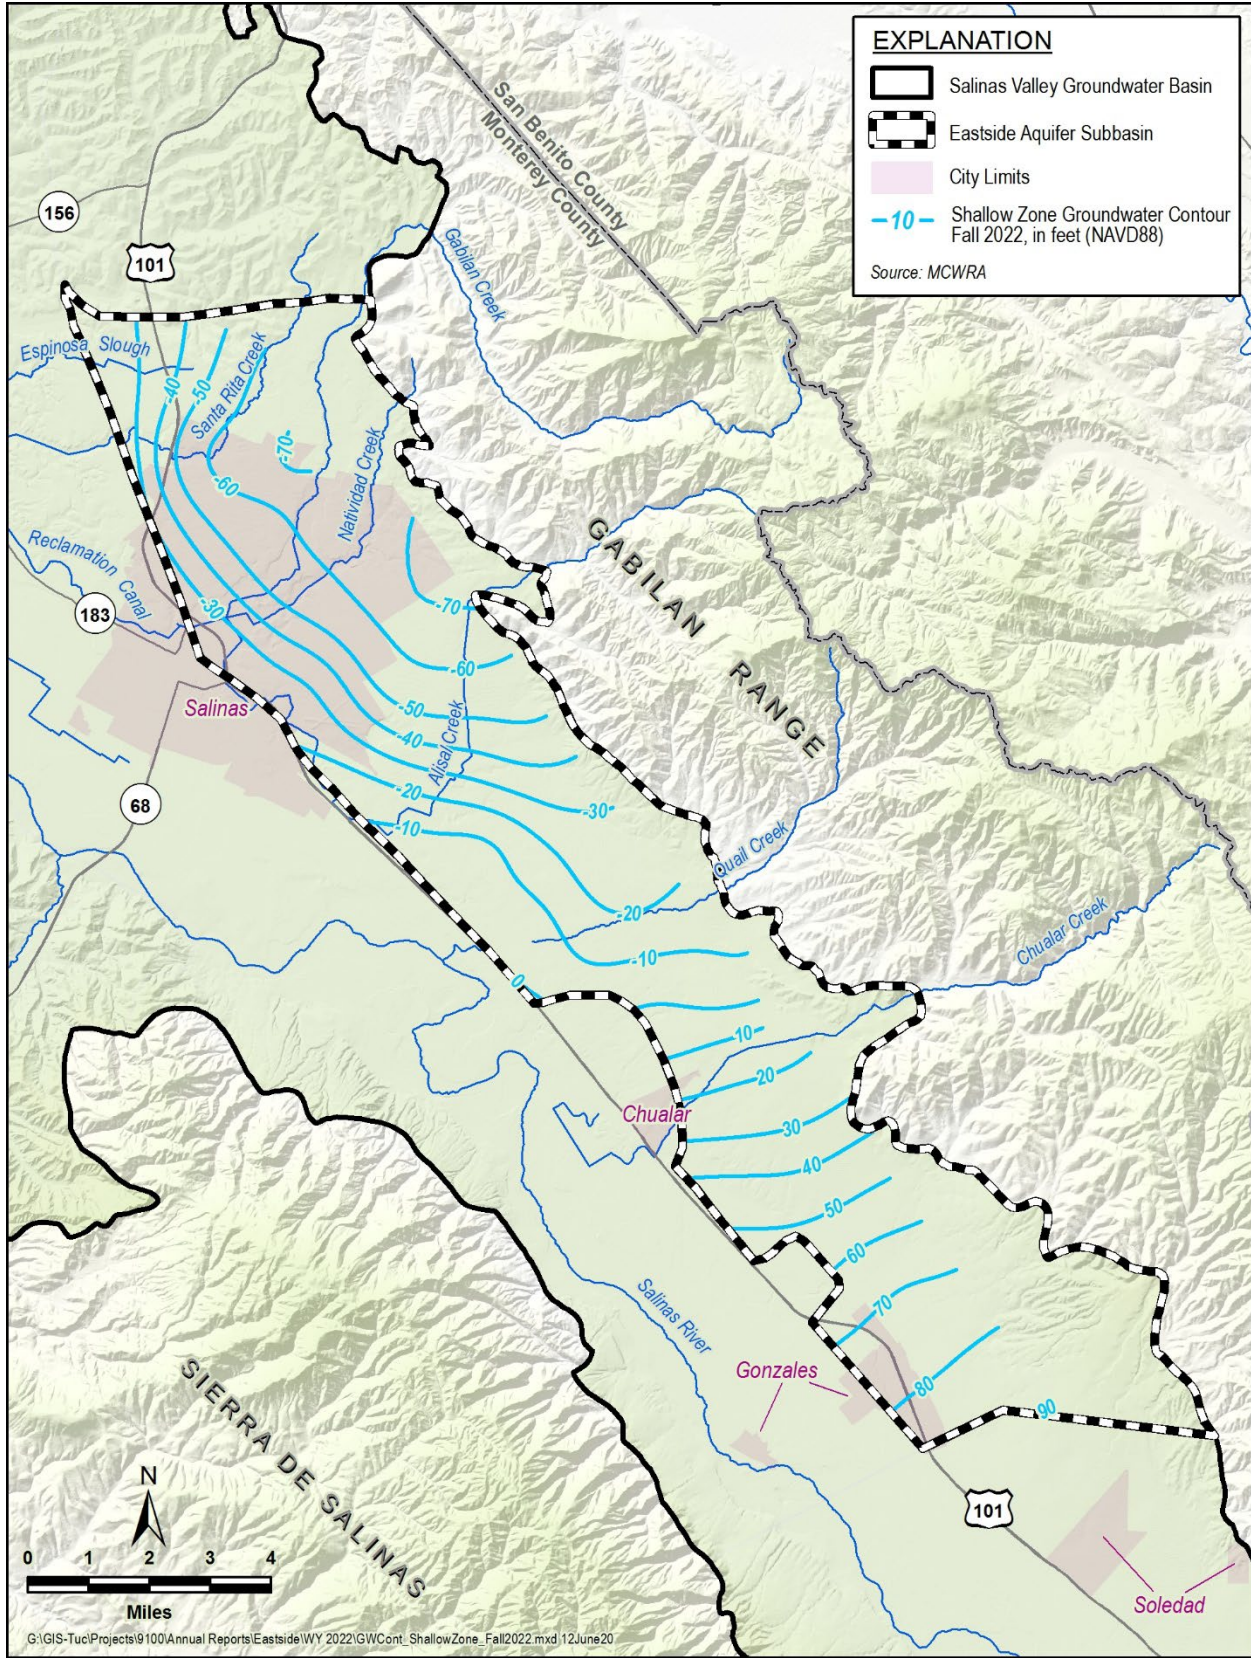 EXPLANATION
Salinas Valley Groundwater Basin
Eastside Aquifer Subbasin
City Limits
-10
Shallow Zone Groundwater Contour
Fall 2022, in feet (NAVD88)
Source: MCWRA
San Benito County
Monterey County
156
101
Gabilan Creek
Espinosa Slough
-40
-50
Santa Rita Creek
-70
-60
Natividad Creek
Reclamation Canal
183
-30
-70
GABILAN RANGE
-60
Salinas
-50
-40
Alisal Creek
68
-20
-30
-10
Quail Creek
-20
Chualar Creek
-10
0
10
20
Chualar
30
40
50
60
Salinas River
70
Gonzales
80
90
SIERRA DE SALINAS
101
Soledad
N
0 1 2 3 4
Miles
G:\GIS-Tuc\Projects\9100\Annual Reports\Eastside\WY 2022\GWCont_ShallowZone_Fall2022.mxd 12June20